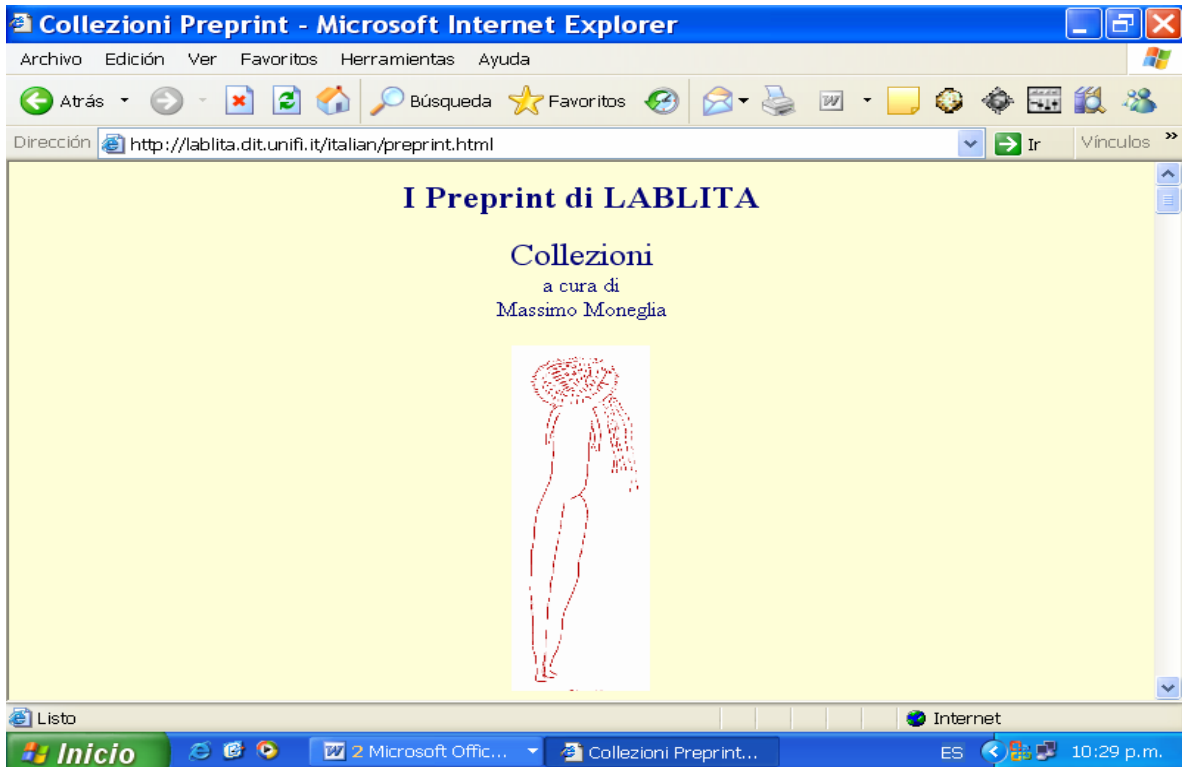 Collezioni Preprint - Microsoft Internet Explorer
Archivo Edición Ver Favoritos Herramientas Ayuda
Atrás Búsqueda Favoritos
Dirección http://lablita.dit.unifi.it/italian/preprint.html Ir Vínculos »
I Preprint di LABLITA
Collezioni
a cura di
Massimo Moneglia
Listo Internet
Inicio 2 Microsoft Offic... Collezioni Preprint... ES 10:29 p.m.